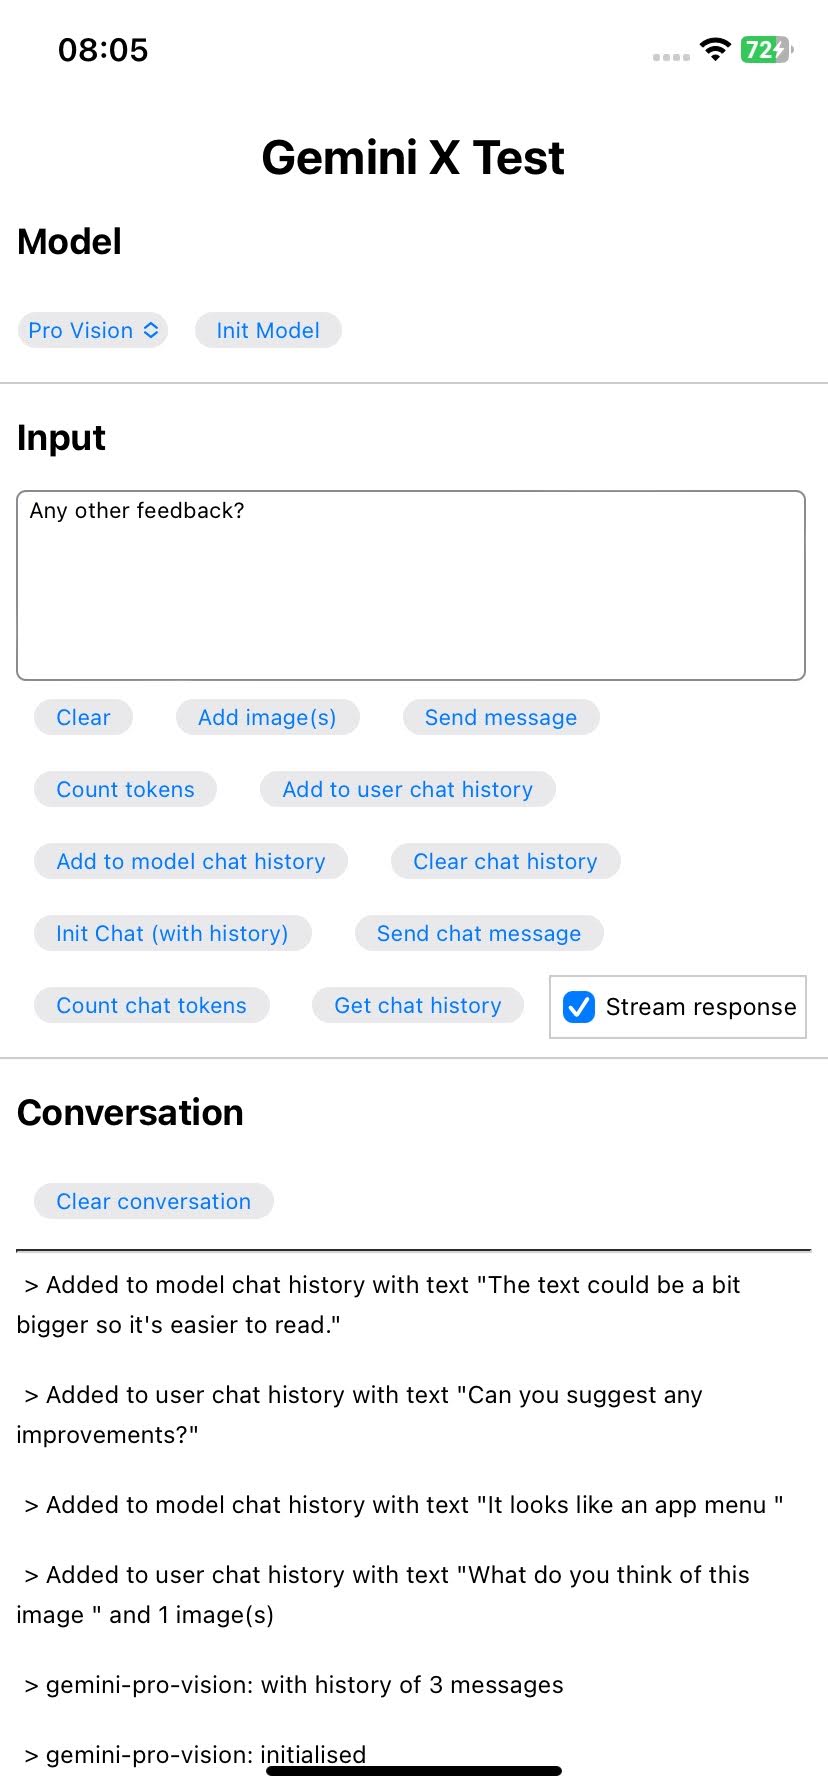 08:05
72
Gemini X Test
Model
Pro Vision Init Model
Input
Any other feedback?
Clear Add image(s) Send message
Count tokens Add to user chat history
Add to model chat history Clear chat history
Init Chat (with history) Send chat message
Count chat tokens Get chat history Stream response
Conversation
Clear conversation
> Added to model chat history with text "The text could be a bit
bigger so it's easier to read."
> Added to user chat history with text "Can you suggest any
improvements?"
> Added to model chat history with text "It looks like an app menu "
> Added to user chat history with text "What do you think of this
image " and 1 image(s)
> gemini-pro-vision: with history of 3 messages
> gemini-pro-vision: initialised